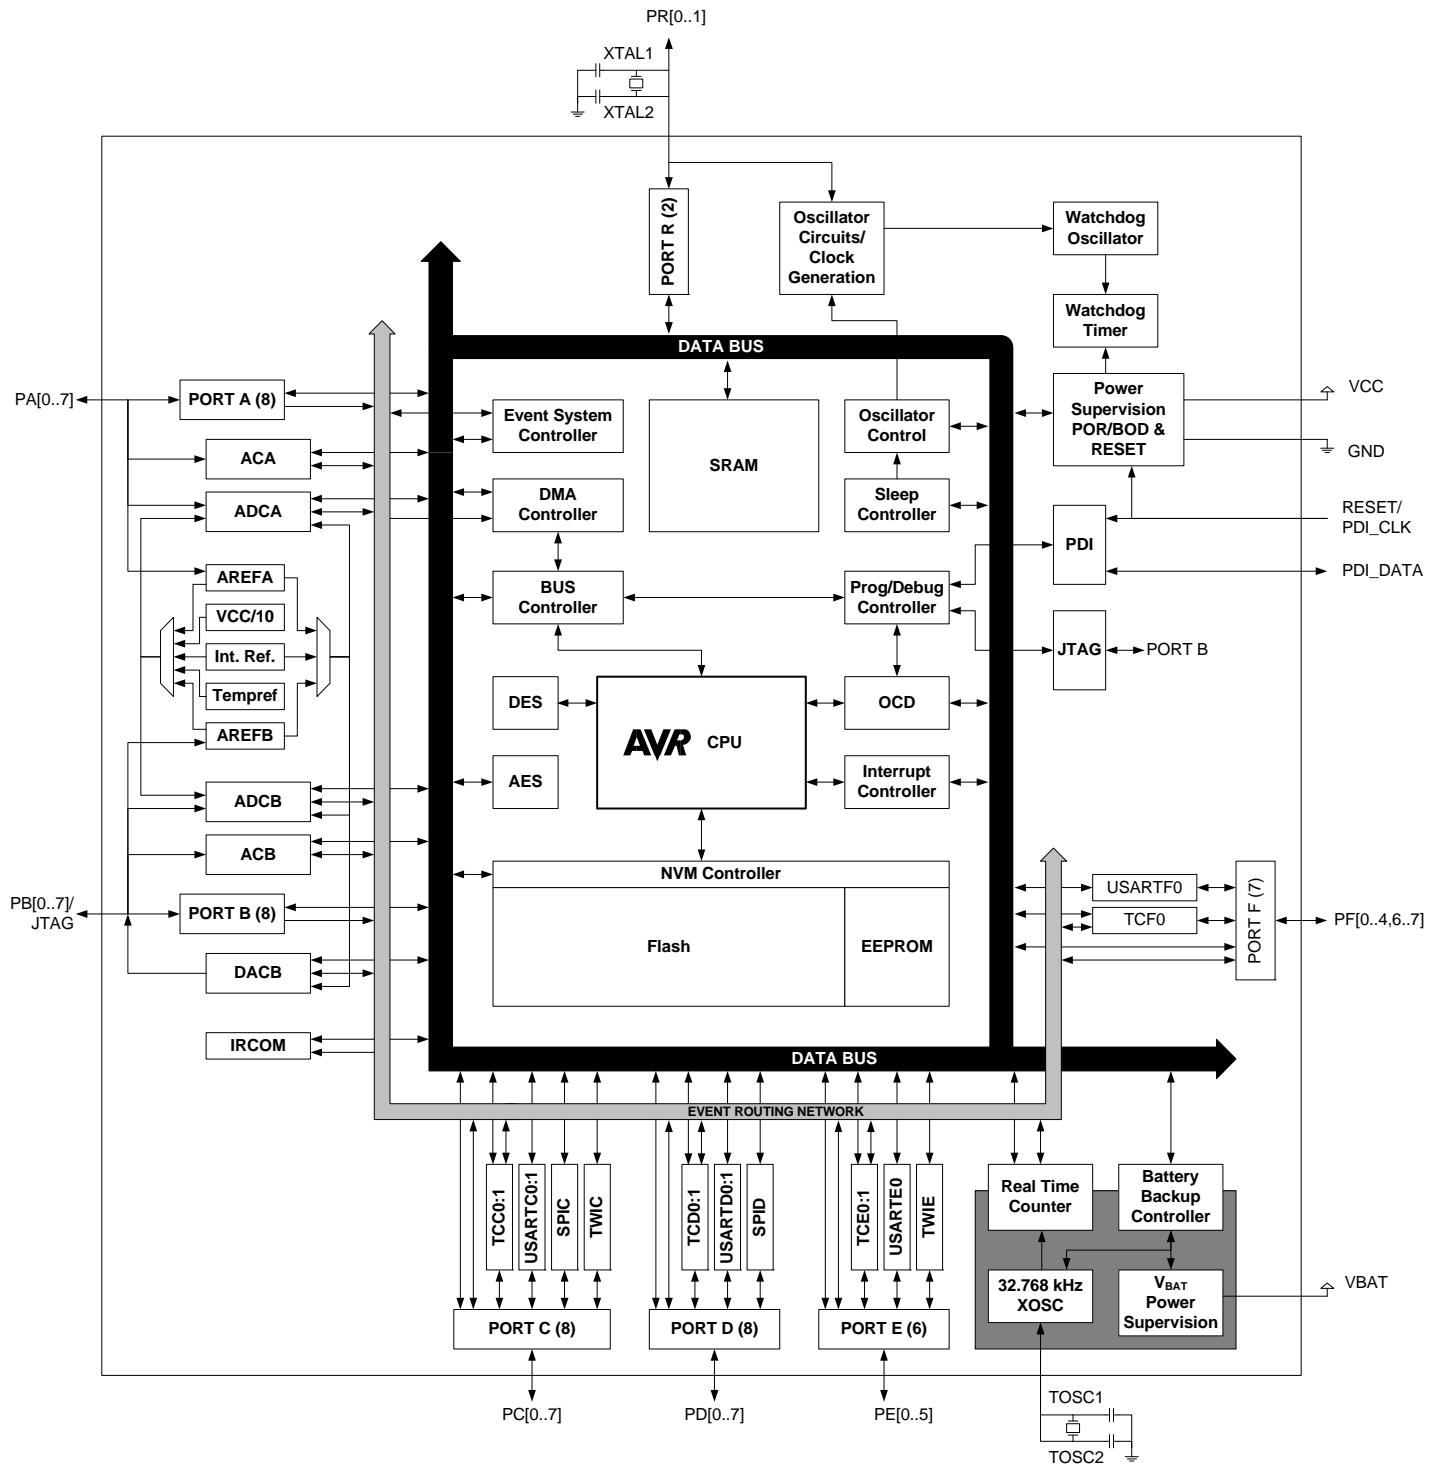 PR[0..1]
XTAL1
XTAL2
PORT R (2)
Oscillator
Circuits/
Clock
Generation
Watchdog
Oscillator
Watchdog
Timer
DATA BUS
PA[0..7]
PORT A (8)
Event System
Controller
SRAM
Oscillator
Control
Power
Supervision
POR/BOD &
RESET
VCC
GND
ACA
ADCA
DMA
Controller
Sleep
Controller
PDI
RESET/
PDI_CLK
PDI_DATA
AREFA
VCC/10
Int. Ref.
Tempref
AREFB
BUS
Controller
Prog/Debug
Controller
JTAG
PORT B
DES
AVR
CPU
OCD
AES
Interrupt
Controller
ADCB
ACB
PB[0..7]/
JTAG
PORT B (8)
DACB
IRCOM
NVM Controller
Flash
EEPROM
USARTF0
TCF0
PORT F (7)
PF[0..4,6..7]
DATA BUS
EVENT ROUTING NETWORK
TCC0:1
USARTC0:1
SPIC
TWIC
TCD0:1
USARTD0:1
SPID
TCE0:1
USARTE0
TWIE
Real Time
Counter
Battery
Backup
Controller
32.768 kHz
XOSC
VBAT
Power
Supervision
VBAT
PORT C (8)
PORT D (8)
PORT E (6)
PC[0..7]
PD[0..7]
PE[0..5]
TOSC1
TOSC2